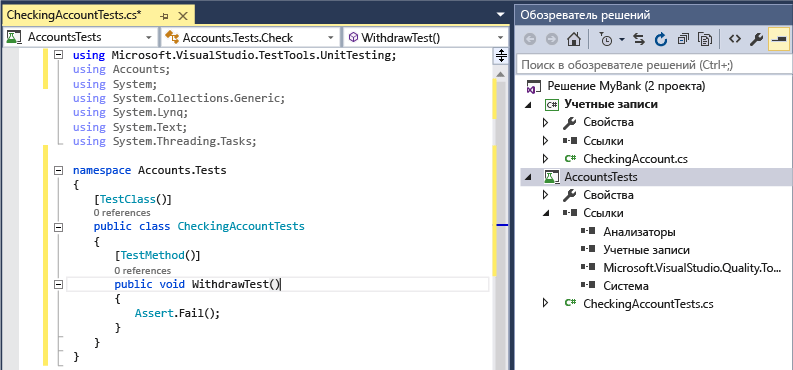 CheckingAccountTests.cs*
AccountsTests
Accounts.Tests.Check
WithdrawTest()
using Microsoft.VisualStudio.TestTools.UnitTesting;
using Accounts;
using System;
using System.Collections.Generic;
using System.Lynq;
using System.Text;
using System.Threading.Tasks;
namespace Accounts.Tests
{
[TestClass()]
0 references
public class CheckingAccountTests
{
[TestMethod()]
0 references
public void WithdrawTest()
{
Assert.Fail();
}
}
}
Обозреватель решений
Поиск в обозревателе решений (Ctrl+;)
Решение MyBank (2 проекта)
C# Учетные записи
Свойства
Ссылки
C# CheckingAccount.cs
AccountsTests
Свойства
Ссылки
Анализаторы
Учетные записи
Microsoft.VisualStudio.Quality.To...
Система
C# CheckingAccountTests.cs